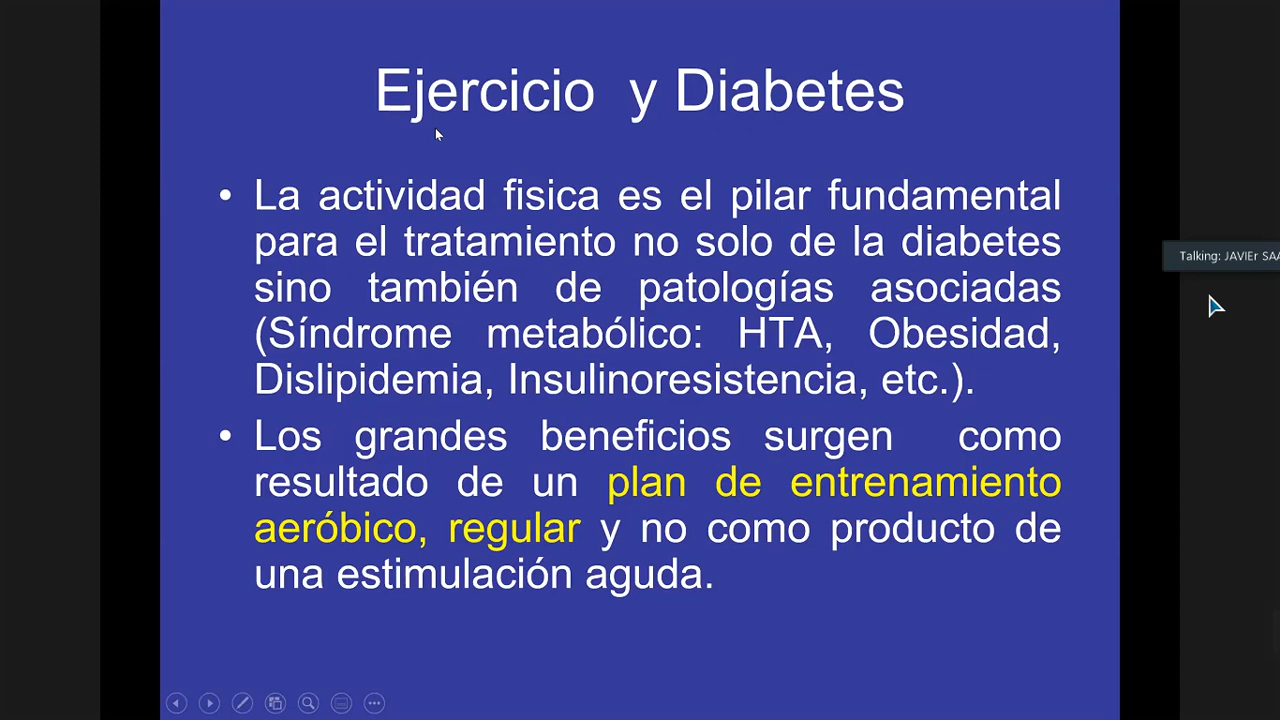 Ejercicio y Diabetes
• La actividad fisica es el pilar fundamental
para el tratamiento no solo de la diabetes
sino también de patologías asociadas
(Síndrome metabólico: HTA, Obesidad,
Dislipidemia, Insulinoresistencia, etc.).
• Los grandes beneficios surgen como
resultado de un plan de entrenamiento
aeróbico, regular y no como producto de
una estimulación aguda.
Talking: JAVIEr